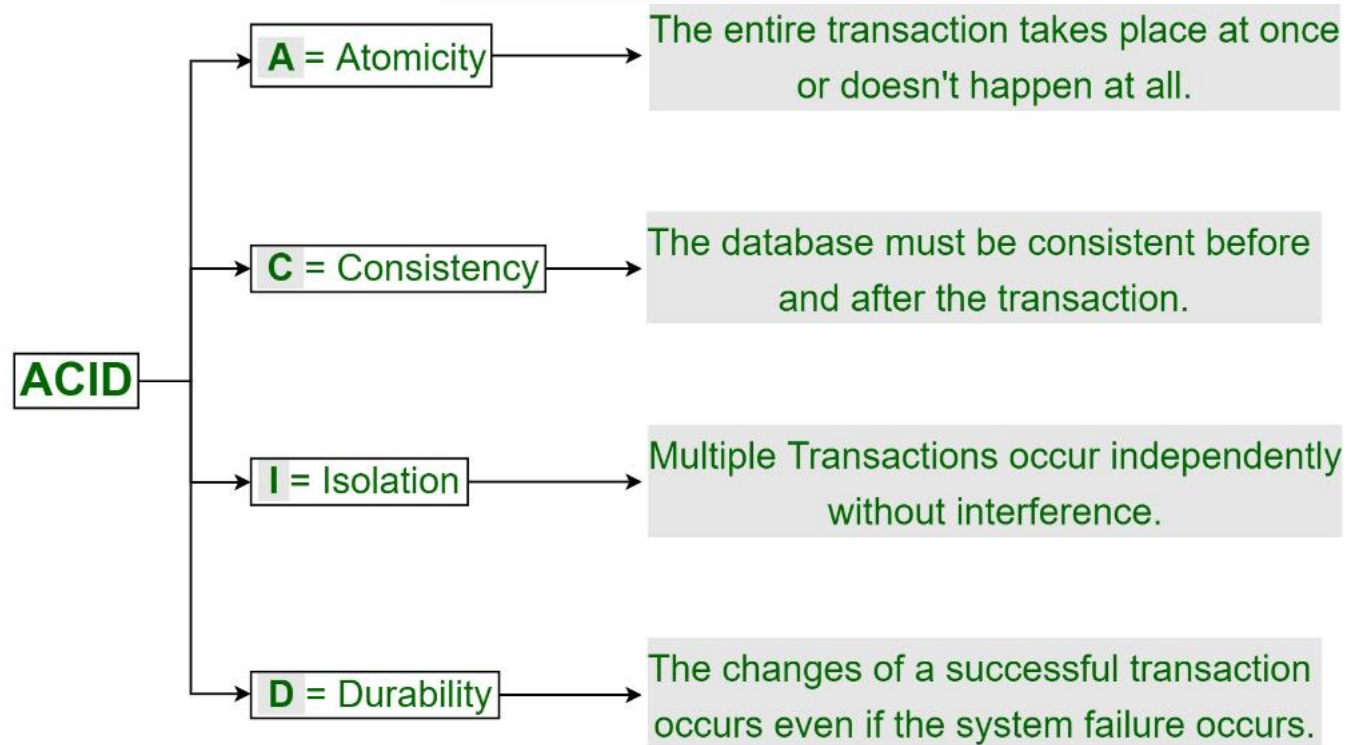 A = Atomicity
The entire transaction takes place at once
or doesn't happen at all.
C = Consistency
The database must be consistent before
and after the transaction.
ACID
I = Isolation
Multiple Transactions occur independently
without interference.
D = Durability
The changes of a successful transaction
occurs even if the system failure occurs.